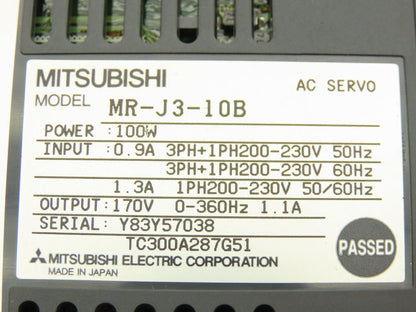 MITSUBISHI
AC SERVO
MODEL MR-J3-10B
POWER : 100W
INPUT : 0.9A 3PH+1PH200-230V 50Hz
3PH+1PH200-230V 60Hz
1.3A 1PH200-230V 50/60Hz
OUTPUT: 170V 0-360Hz 1.1A
SERIAL: Y83Y57038
TC300A287G51
MITSUBISHI ELECTRIC CORPORATION
MADE IN JAPAN
PASSED